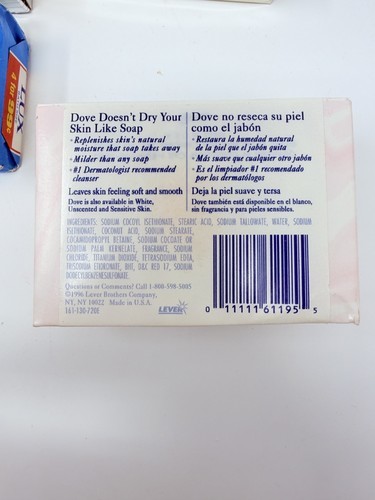 LUX
4 for 99¢
Dove Doesn't Dry Your
Skin Like Soap
• Replenishes skin's natural
moisture that soap takes away
• Milder than any soap
• #1 Dermatologist recommended
cleanser
Leaves skin feeling soft and smooth
Dove is also available in White,
Unscented and Sensitive Skin.
Dove no reseca su piel
como el jabón
• Restaura la humedad natural
de la piel que el jabón quita
• Más suave que cualquier otro jabón
• Es el limpiador #1 recomendado
por los dermatólogos
Deja la piel suave y tersa
Dove también está disponible en el blanco,
sin fragancia y para pieles sensibles.
INGREDIENTS: SODIUM COCOYL ISETHIONATE, STEARIC ACID, SODIUM TALLOWATE, WATER, SODIUM
ISETHIONATE, COCONUT ACID, SODIUM STEARATE,
COCAMIDOPROPYL BETAINE, SODIUM COCOATE OR
SODIUM PALM KERNELATE, FRAGRANCE, SODIUM
CHLORIDE, TITANIUM DIOXIDE, TETRASODIUM EDTA,
TRISODIUM ETIDRONATE, BHT, D&C RED 17, SODIUM
DODECYLBENZENESULFONATE.
Questions or Comments? Call 1-800-598-5005
©1996 Lever Brothers Company,
NY, NY 10022 Made in U.S.A.
161-130-720E
LEVER
0 11111 61195 5